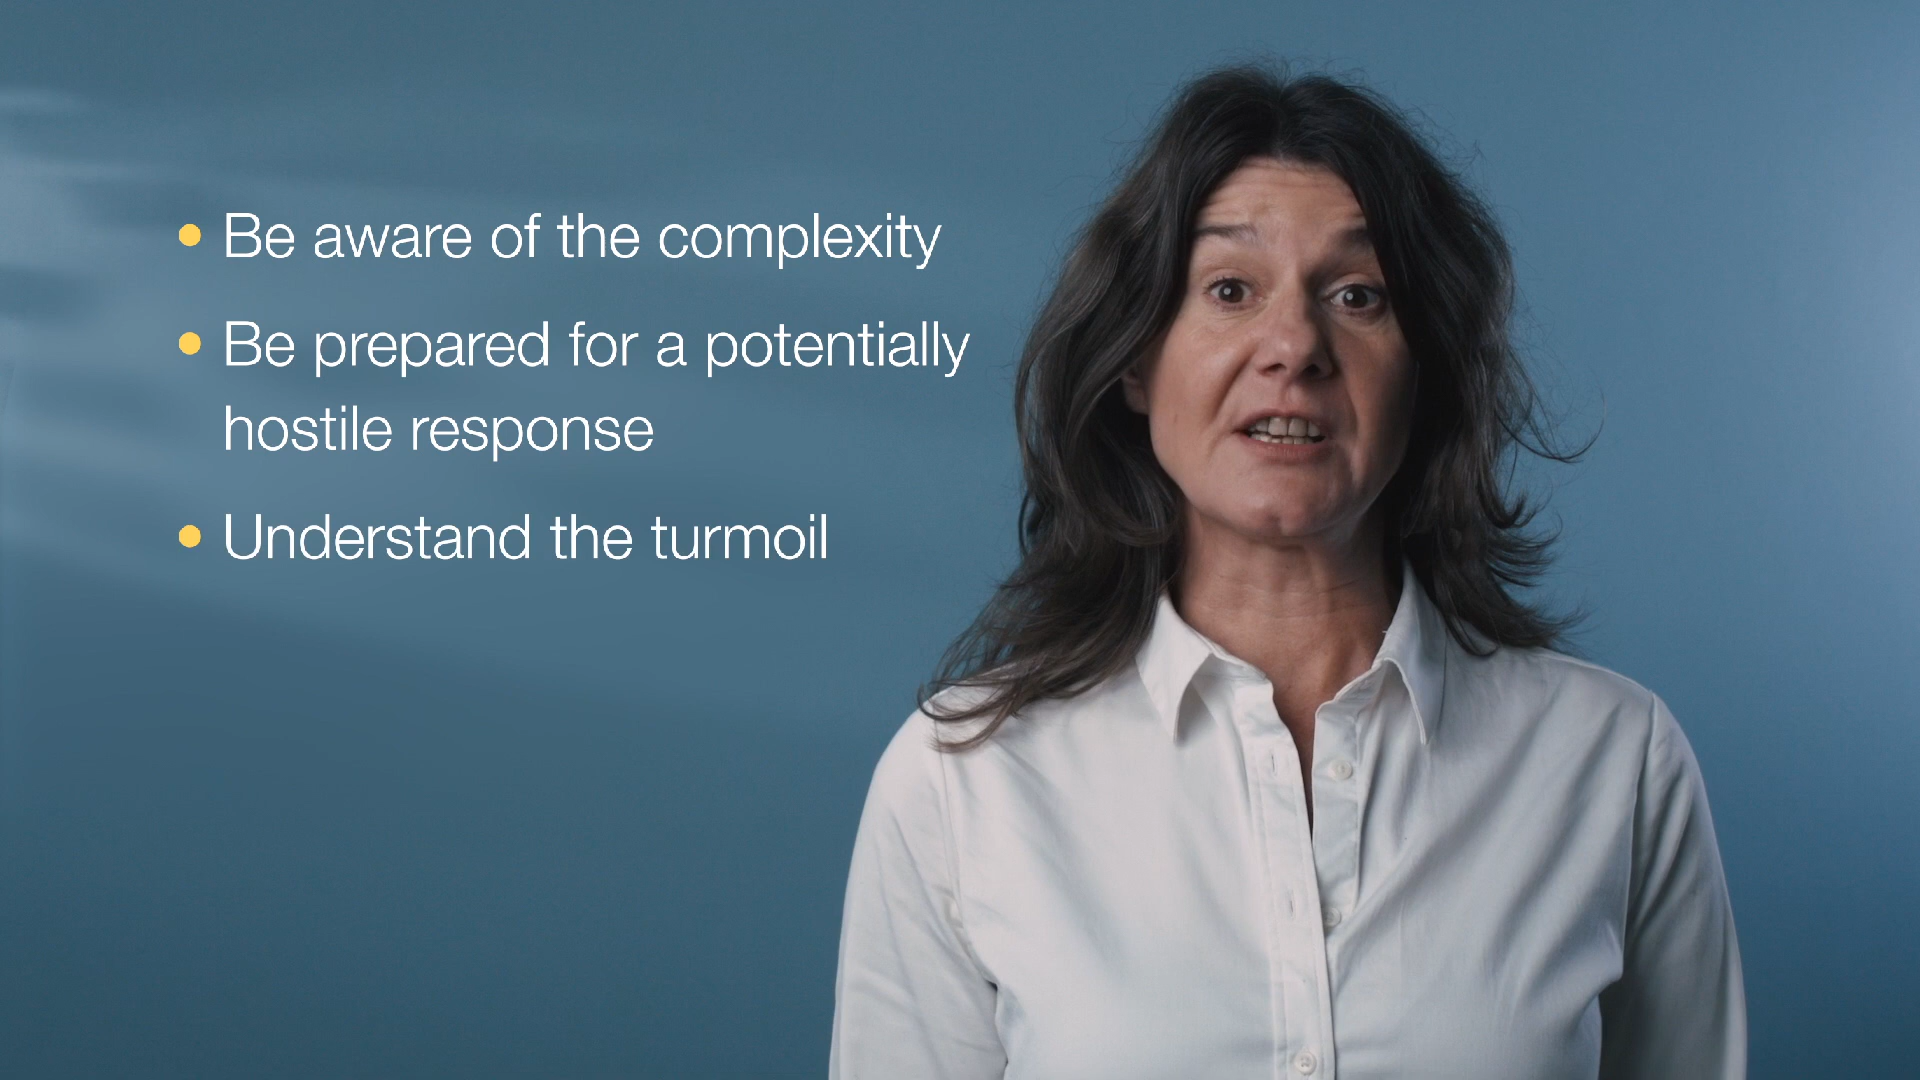 Be aware of the complexity
Be prepared for a potentially
hostile response
Understand the turmoil